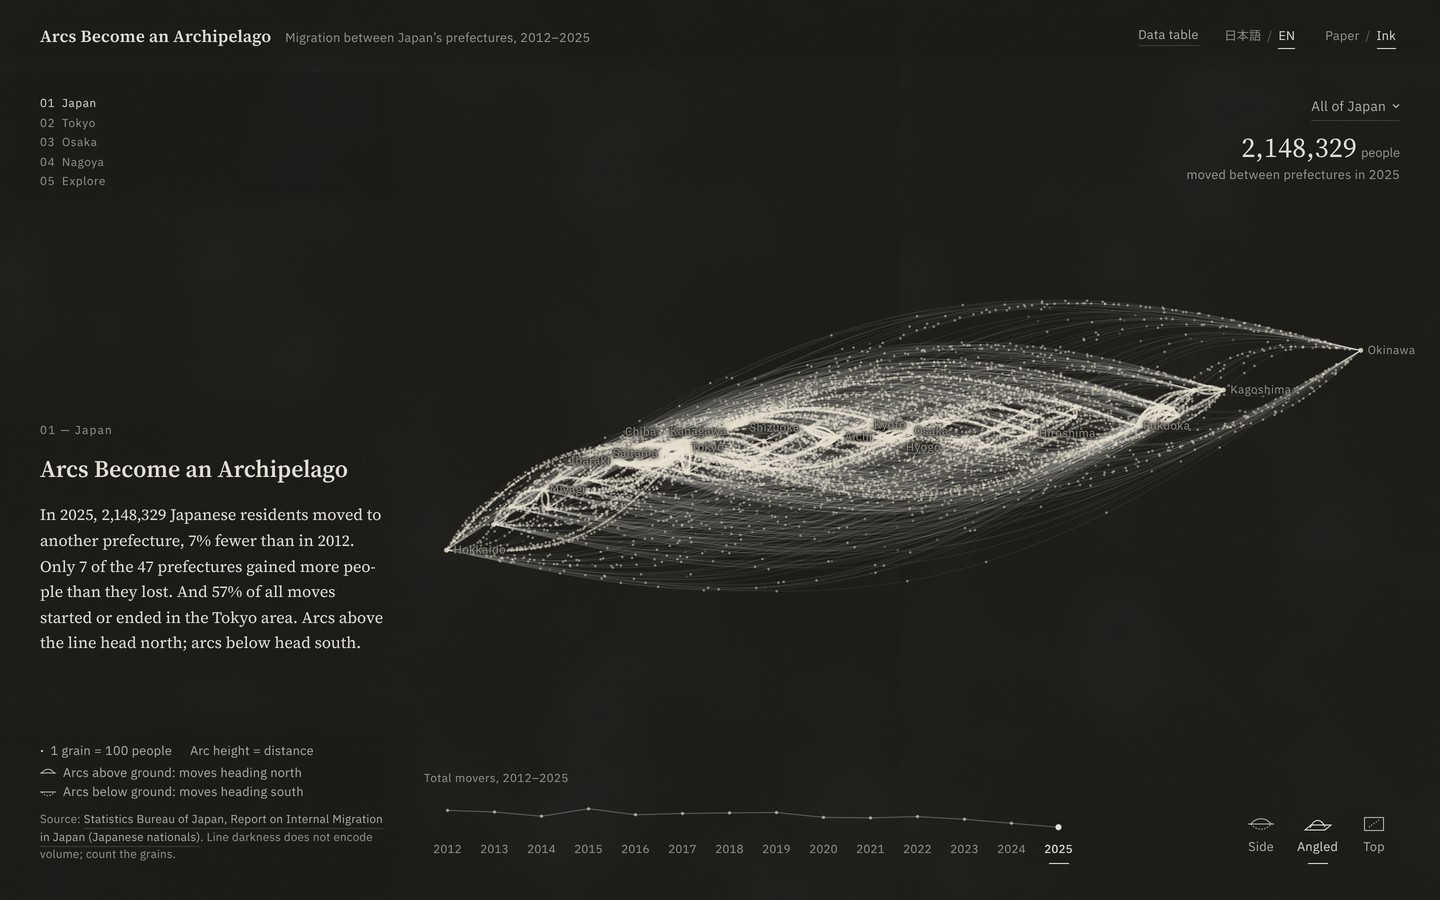 Arcs Become an Archipelago Migration between Japan's prefectures, 2012–2025
Data table 日本語 / EN Paper / Ink
01 Japan
02 Tokyo
03 Osaka
04 Nagoya
05 Explore
All of Japan
2,148,329 people
moved between prefectures in 2025
Okinawa
Kagoshima
Chiba Kanagawa Shizuoka Kyoto Fukuoka
Aichi Osaka Hiroshima
Ibaraki Saitama Tokyo Hyogo
Miyagi
Hokkaido
01 — Japan
Arcs Become an Archipelago
In 2025, 2,148,329 Japanese residents moved to
another prefecture, 7% fewer than in 2012.
Only 7 of the 47 prefectures gained more peo-
ple than they lost. And 57% of all moves
started or ended in the Tokyo area. Arcs above
the line head north; arcs below head south.
· 1 grain = 100 people Arc height = distance
Arcs above ground: moves heading north
Arcs below ground: moves heading south
Source: Statistics Bureau of Japan, Report on Internal Migration
in Japan (Japanese nationals). Line darkness does not encode
volume; count the grains.
Total movers, 2012–2025
2012 2013 2014 2015 2016 2017 2018 2019 2020 2021 2022 2023 2024 2025
Side Angled Top